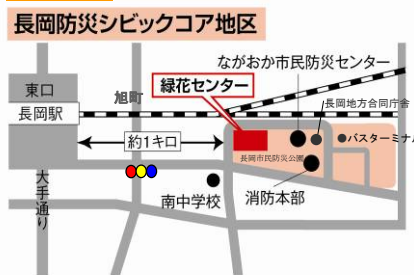 長岡防災シビックコア地区
ながおか市民防災センター
東口
旭町
緑花センター
長岡地方合同庁舎
長岡駅
バスターミナル
約1キロ
長岡市民防災公園
大手通り
南中学校
消防本部